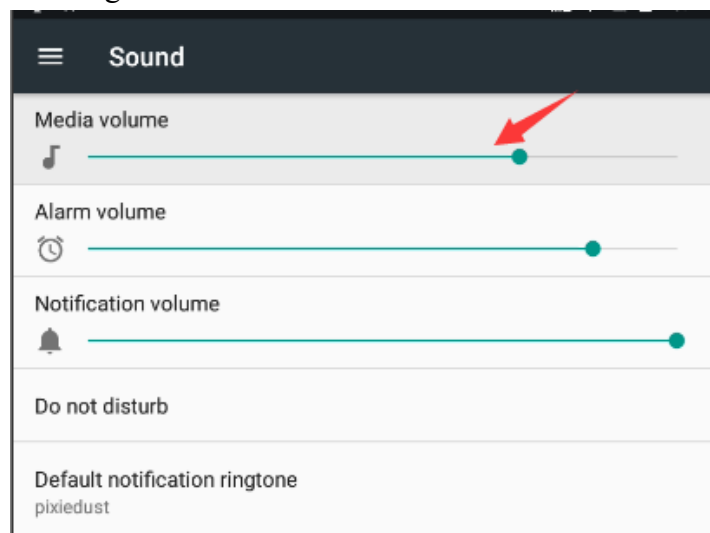 Sound
Media volume
Alarm volume
Notification volume
Do not disturb
Default notification ringtone
pixiedust